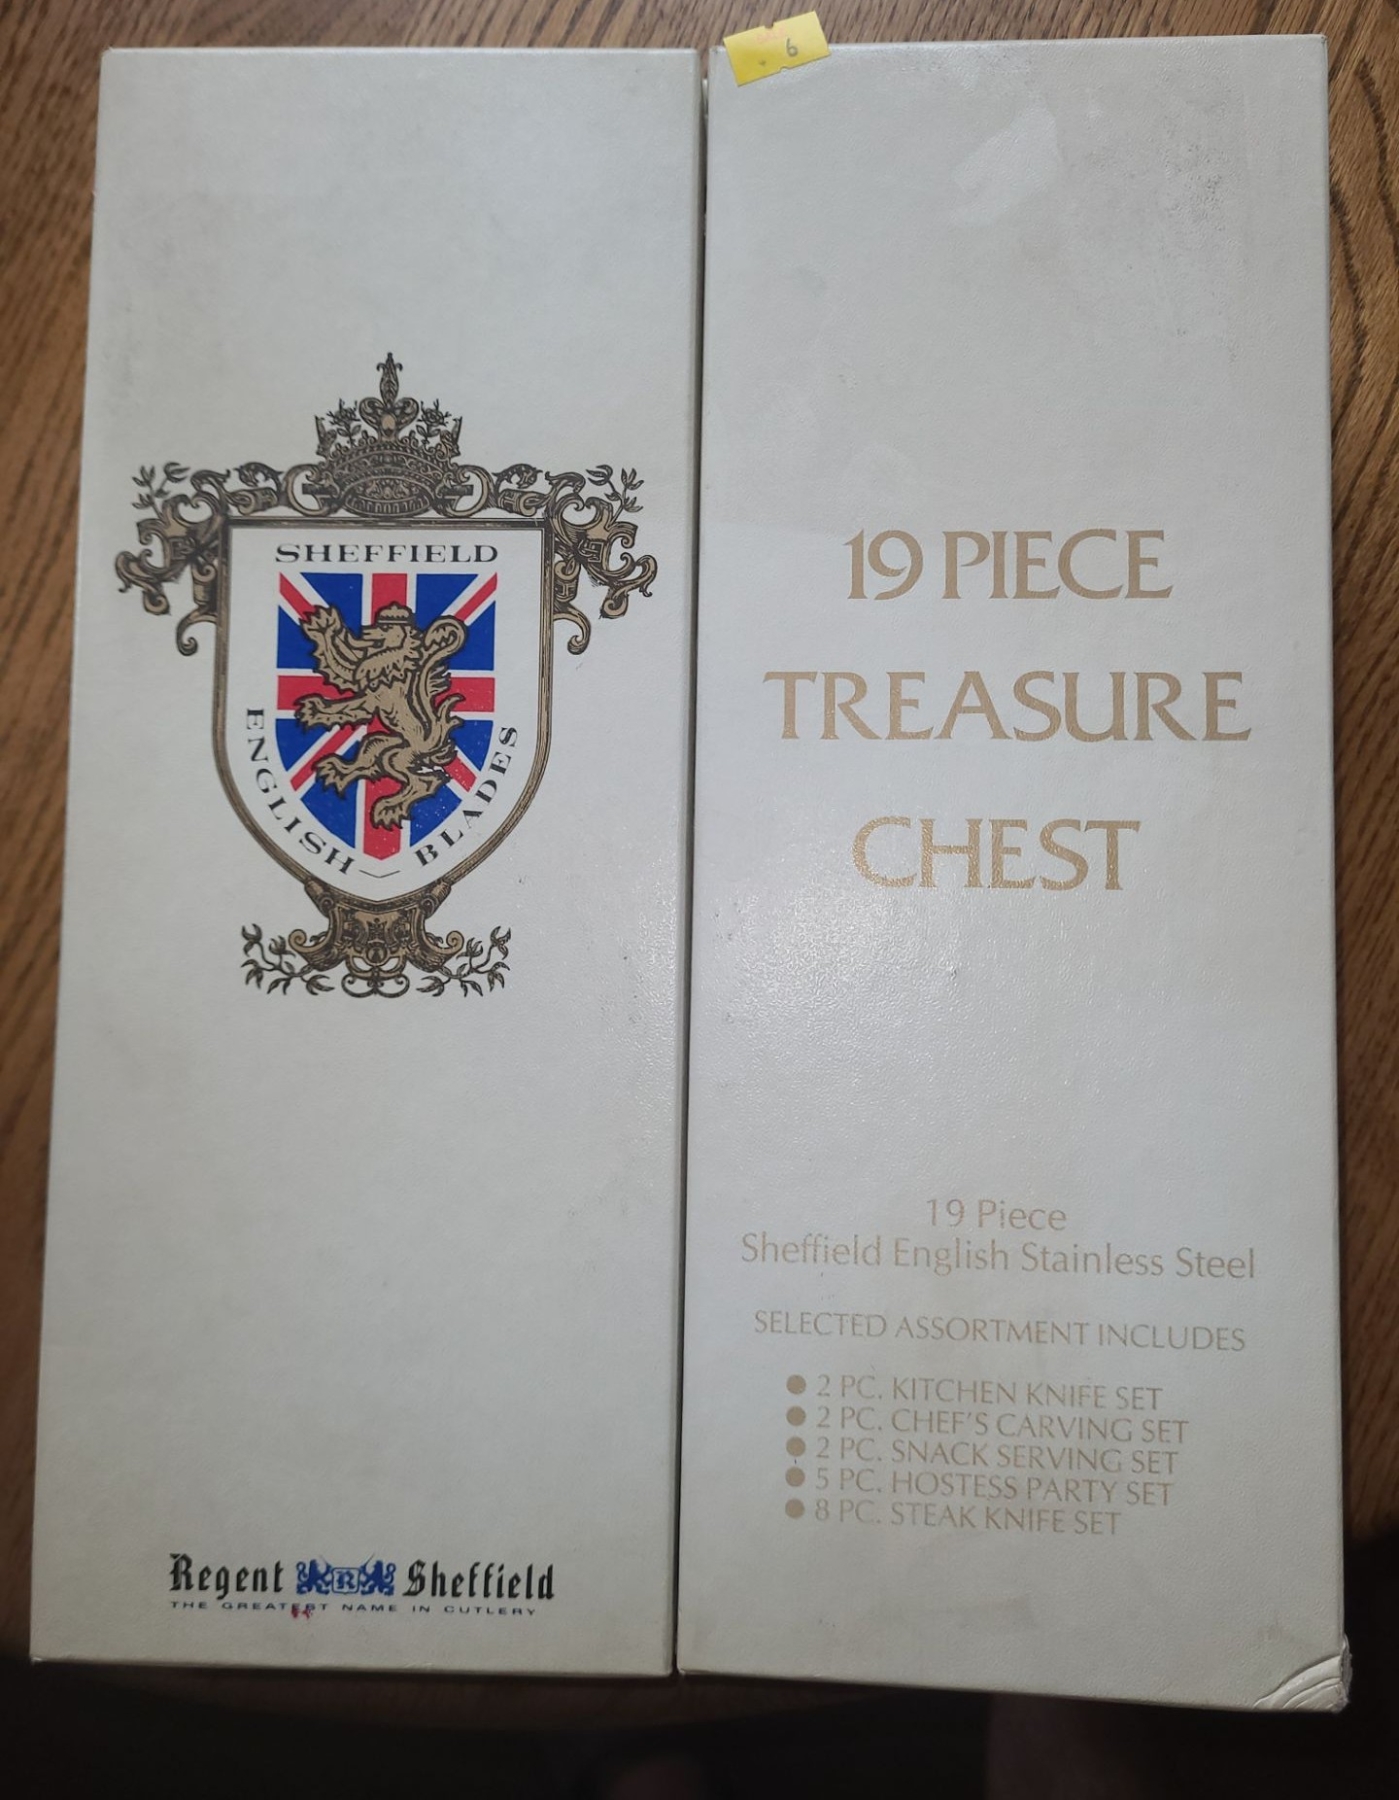 SHEFFIELD
ENGLISH BLADES
Regent R Sheffield
THE GREATEST NAME IN CUTLERY
6
19 PIECE
TREASURE
CHEST
19 Piece
Sheffield English Stainless Steel
SELECTED ASSORTMENT INCLUDES
● 2 PC. KITCHEN KNIFE SET
● 2 PC. CHEF'S CARVING SET
● 2 PC. SNACK SERVING SET
● 5 PC. HOSTESS PARTY SET
● 8 PC. STEAK KNIFE SET